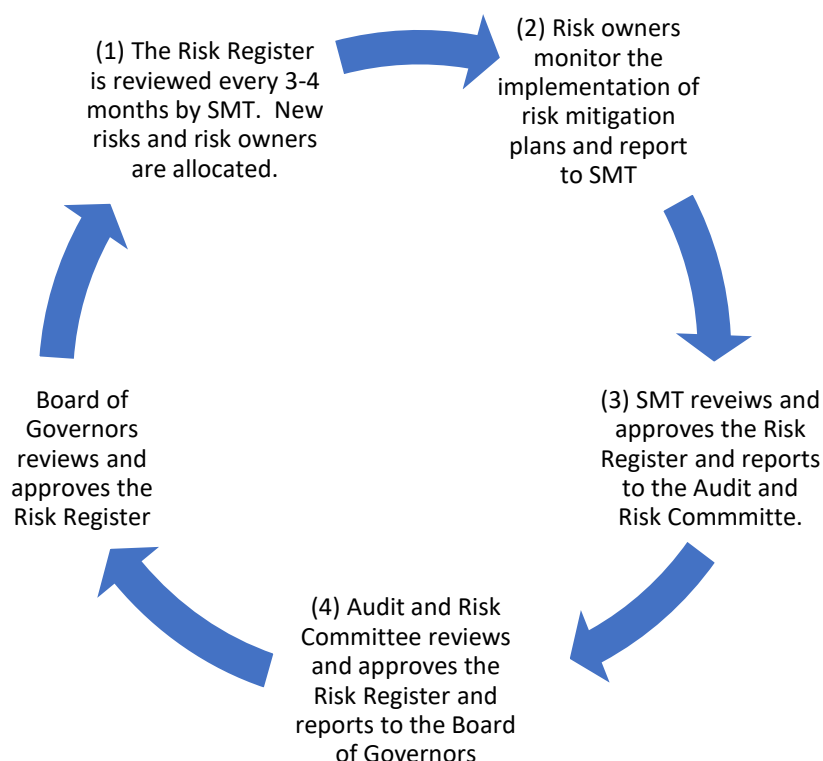 (1) The Risk Register
is reviewed every 3-4
months by SMT.  New
risks and risk owners
are allocated.
(2) Risk owners
monitor the
implementation of
risk mitigation
plans and report
to SMT
(3) SMT reveiws and
approves the Risk
Register and reports
to the Audit and
Risk Commmitte.
(4) Audit and Risk
Committee reviews
and approves the
Risk Register and
reports to the Board
of Governors
Board of
Governors
reviews and
approves the
Risk Register